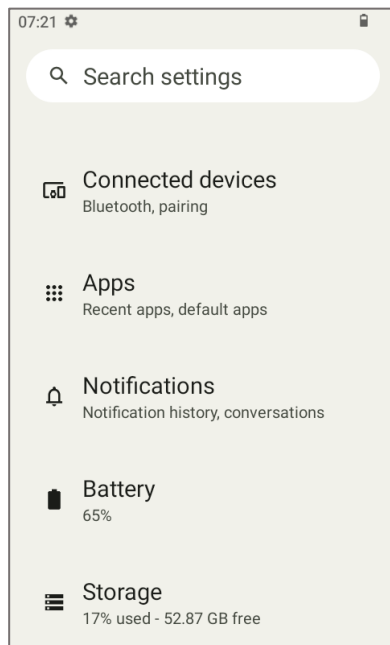 07:21
Search settings
Connected devices
Bluetooth, pairing
Apps
Recent apps, default apps
Notifications
Notification history, conversations
Battery
65%
Storage
17% used - 52.87 GB free